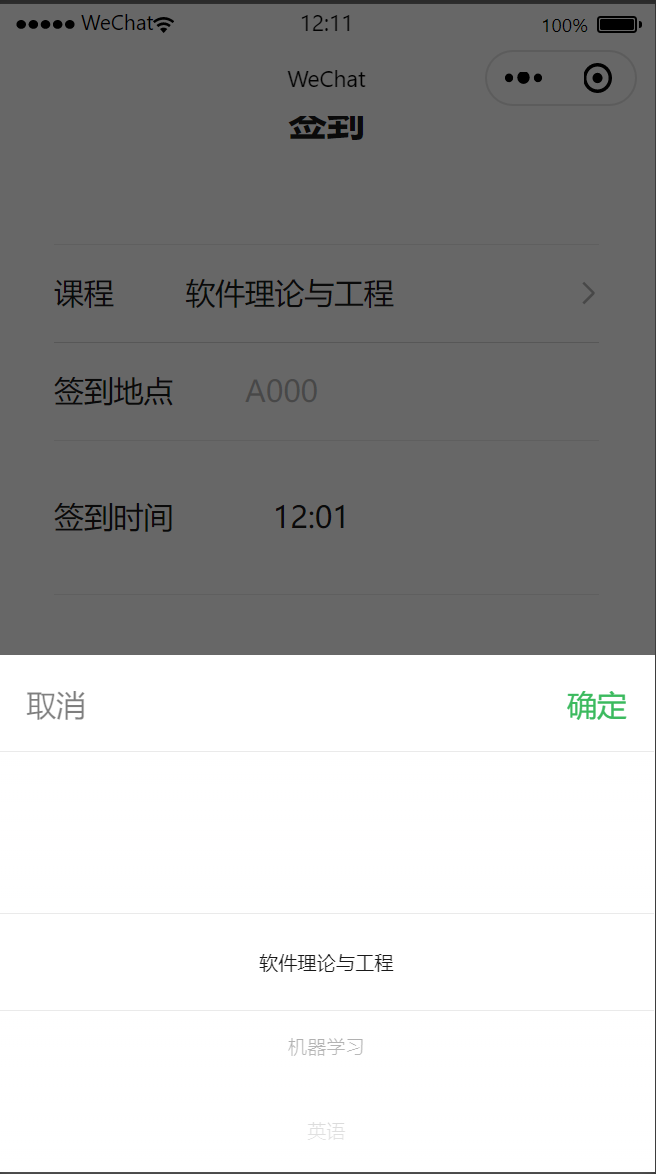 WeChat 12:11 100%
WeChat
签到
课程 软件理论与工程
签到地点 A000
签到时间 12:01
取消 确定
软件理论与工程
机器学习
英语